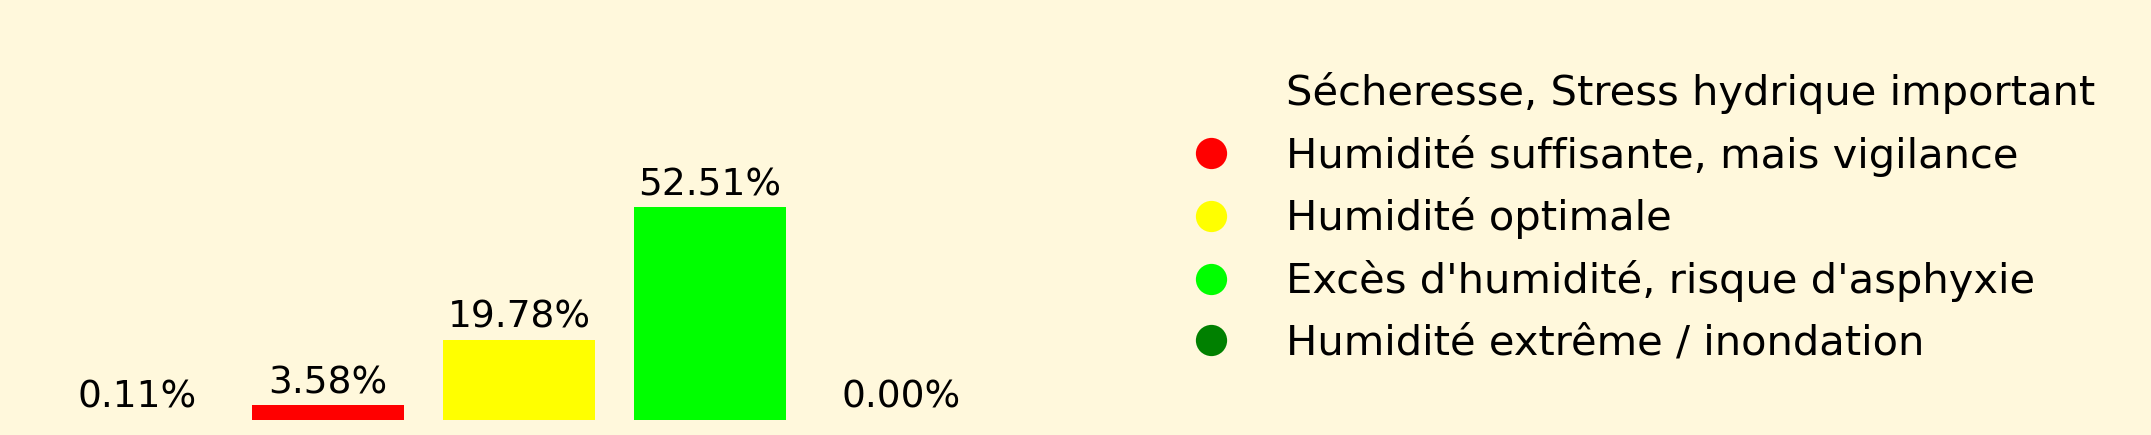 Sécheresse, Stress hydrique important
Humidité suffisante, mais vigilance
Humidité optimale
Excès d'humidité, risque d'asphyxie
Humidité extrême / inondation
52.51%
19.78%
3.58%
0.11%
0.00%